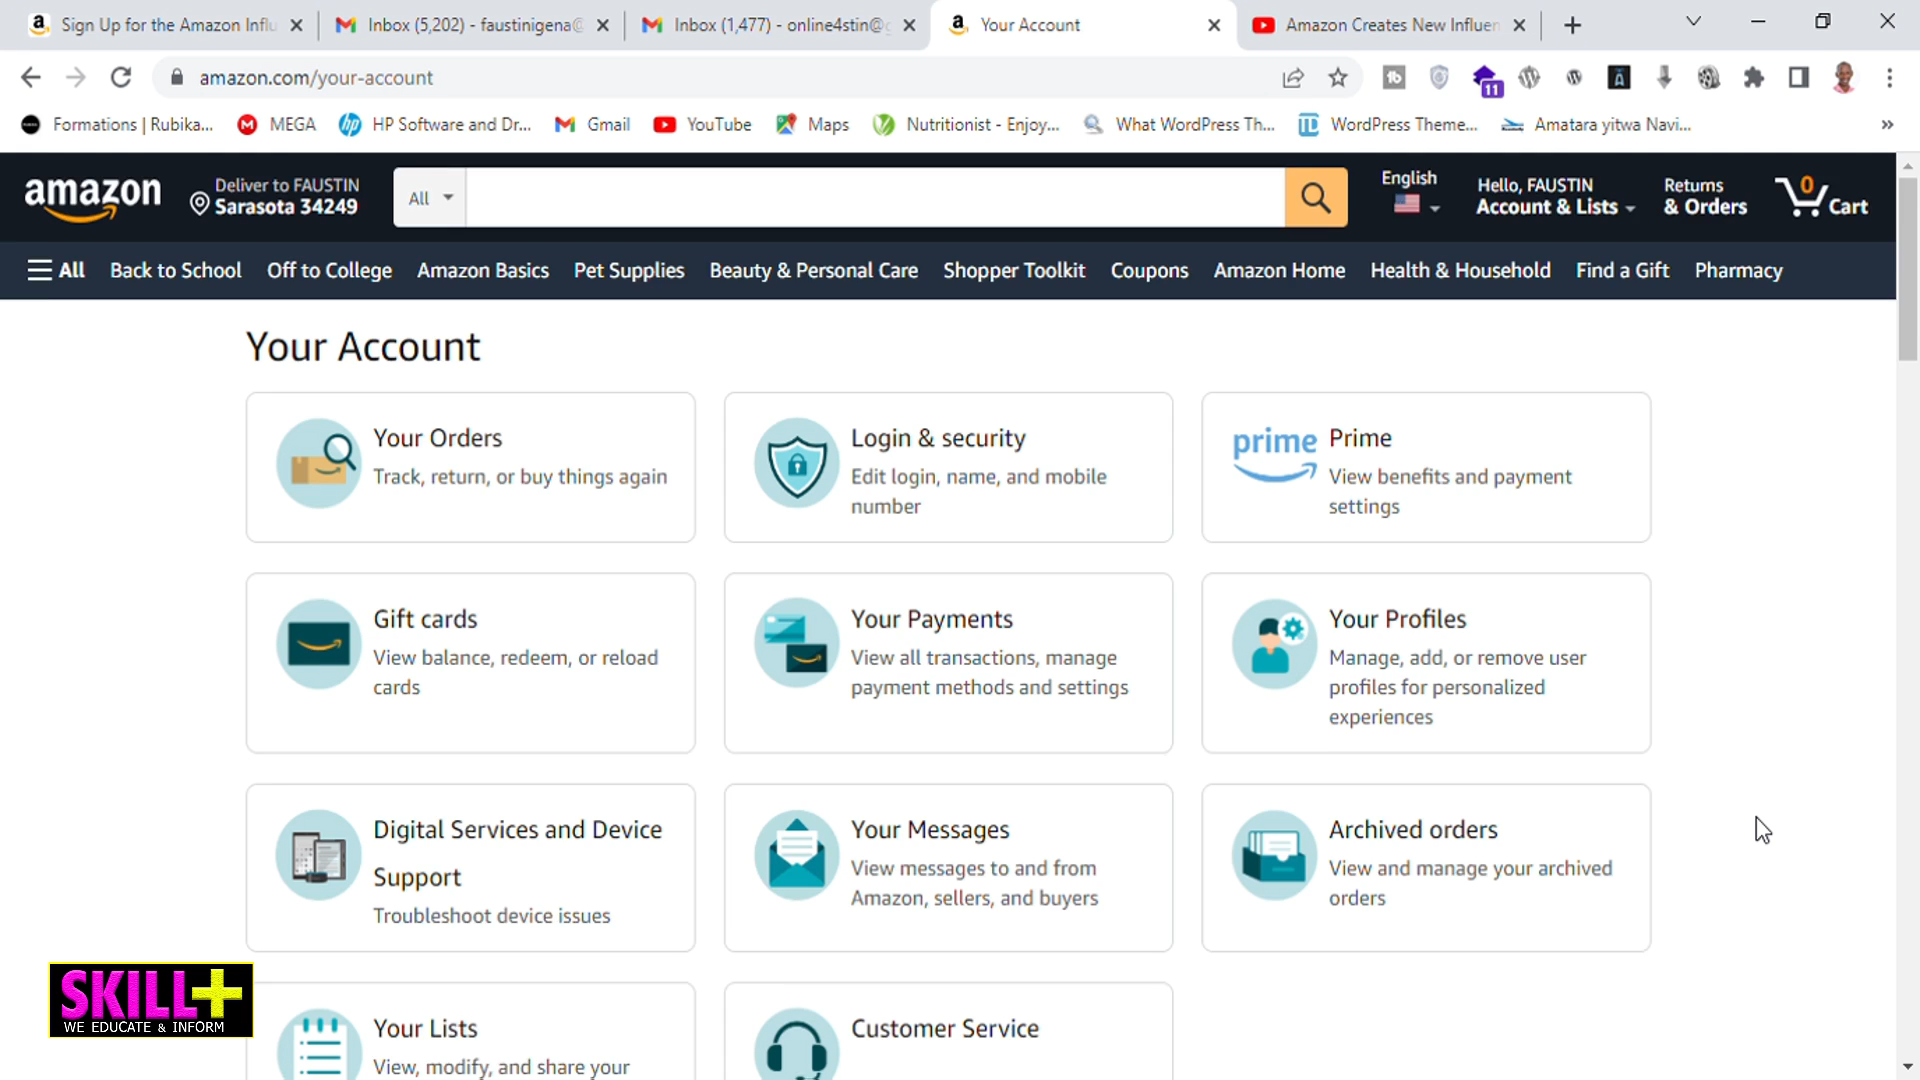 Sign Up for the Amazon Influ
Inbox (5,202) - faustinigena@
Inbox (1,477) - online4stin@g
Your Account
Amazon Creates New Influen
amazon.com/your-account
11
Formations | Rubika...
MEGA
HP Software and Dr...
Gmail
YouTube
Maps
Nutritionist - Enjoy,...
What WordPress Th...
WordPress Theme...
Amatara yitwa Navi...
amazon
Deliver to FAUSTIN
Sarasota 34249
All
English
Hello, FAUSTIN
Account & Lists
Returns
& Orders
0
Cart
All
Back to School
Off to College
Amazon Basics
Pet Supplies
Beauty & Personal Care
Shopper Toolkit
Coupons
Amazon Home
Health & Household
Find a Gift
Pharmacy
Your Account
Your Orders
Track, return, or buy things again
Login & security
Edit login, name, and mobile
number
prime
Prime
View benefits and payment
settings
Gift cards
View balance, redeem, or reload
cards
Your Payments
View all transactions, manage
payment methods and settings
Your Profiles
Manage, add, or remove user
profiles for personalized
experiences
Digital Services and Device
Support
Troubleshoot device issues
Your Messages
View messages to and from
Amazon, sellers, and buyers
Archived orders
View and manage your archived
orders
Your Lists
View, modify, and share your
Customer Service
SKILL+
WE EDUCATE & INFORM